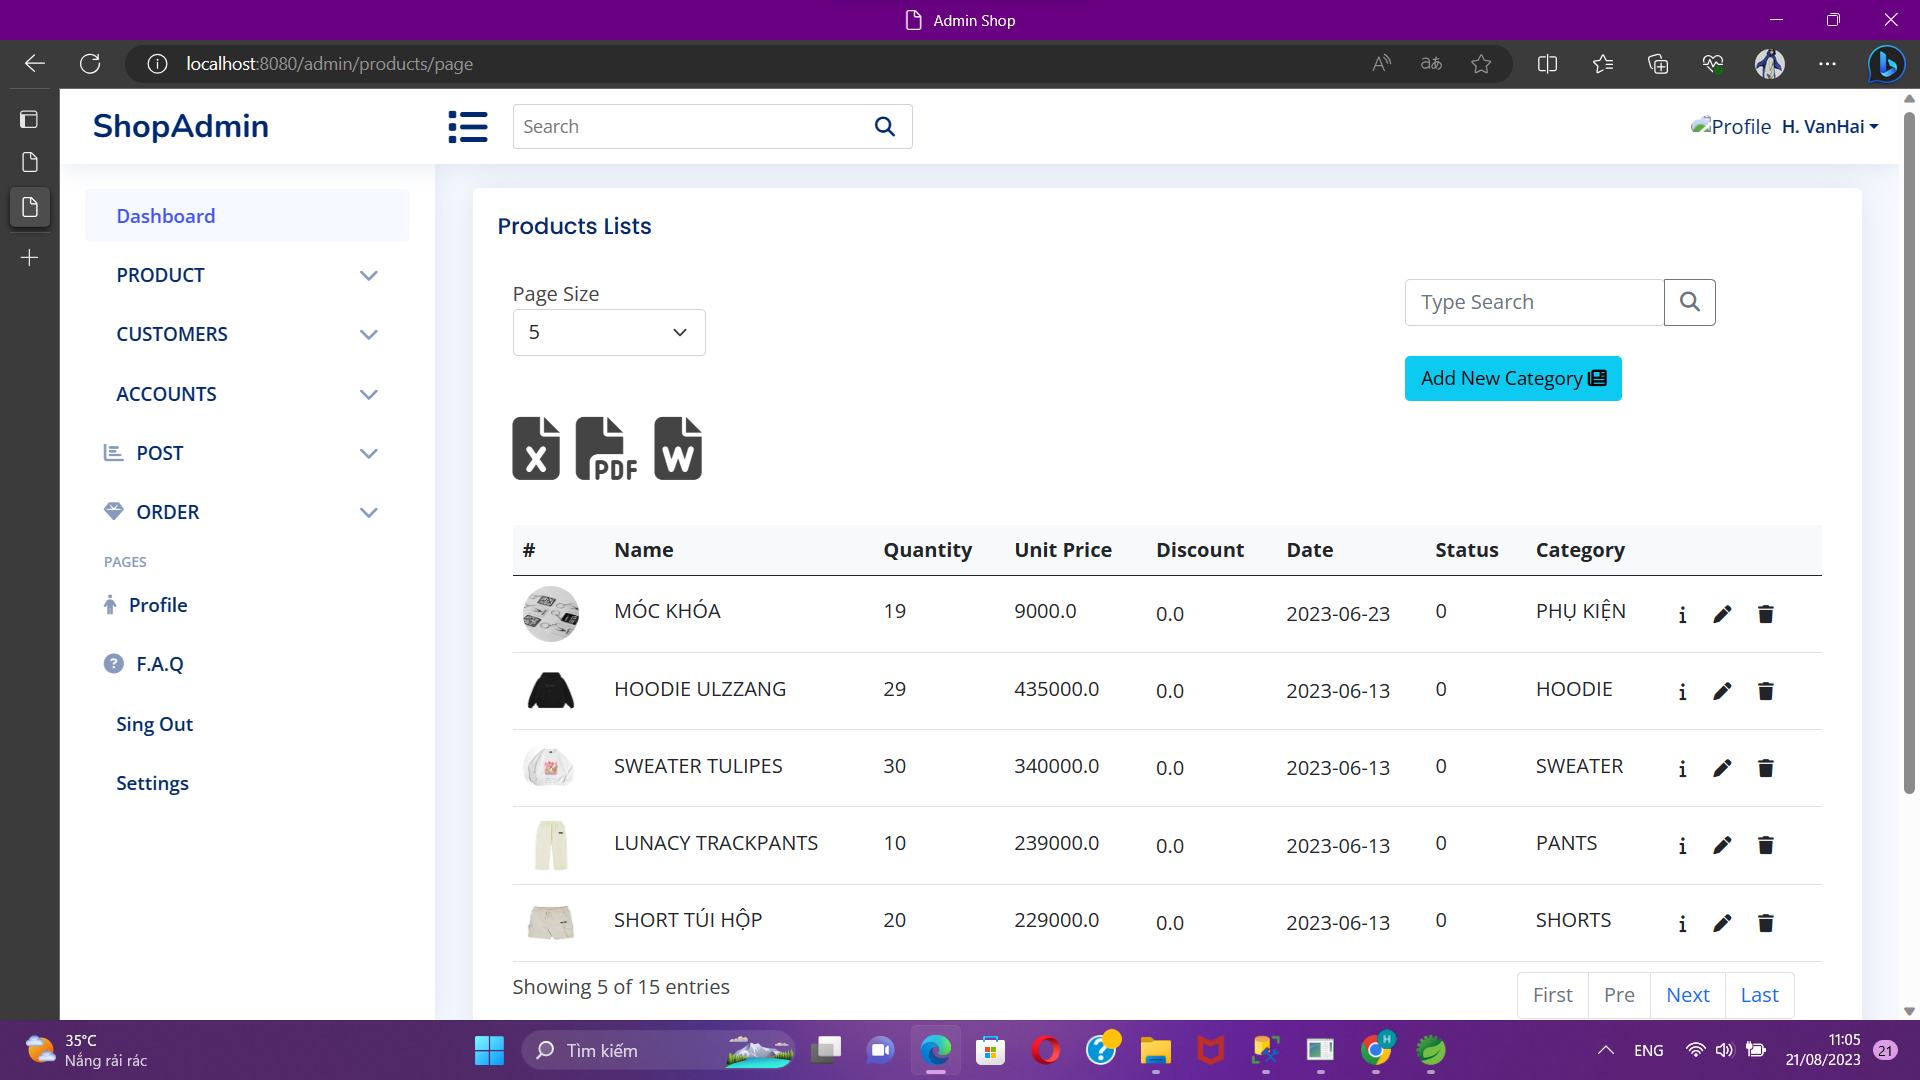 Admin Shop
localhost:8080/admin/products/page
ShopAdmin
Search
Profile H. VanHai
Dashboard
PRODUCT
CUSTOMERS
ACCOUNTS
POST
ORDER
PAGES
Profile
F.A.Q
Sing Out
Settings
Products Lists
Page Size
5
Type Search
Add New Category
X PDF W
# Name Quantity Unit Price Discount Date Status Category
MÓC KHÓA 19 9000.0 0.0 2023-06-23 0 PHỤ KIỆN
HOODIE ULZZANG 29 435000.0 0.0 2023-06-13 0 HOODIE
SWEATER TULIPES 30 340000.0 0.0 2023-06-13 0 SWEATER
LUNACY TRACKPANTS 10 239000.0 0.0 2023-06-13 0 PANTS
SHORT TÚI HỘP 20 229000.0 0.0 2023-06-13 0 SHORTS
Showing 5 of 15 entries
First Pre Next Last
35°C
Nắng rải rác
Tìm kiếm
H
ENG
11:05
21/08/2023
21